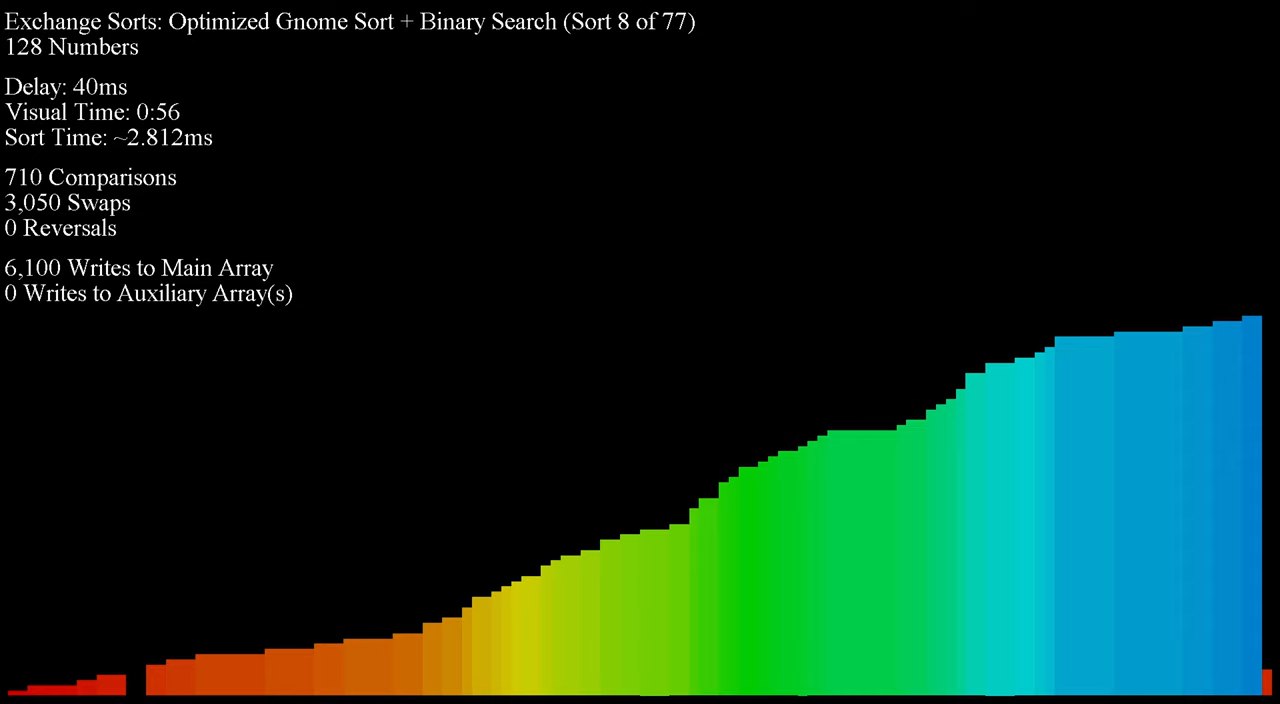 Exchange Sorts: Optimized Gnome Sort + Binary Search (Sort 8 of 77)
128 Numbers
Delay: 40ms
Visual Time: 0:56
Sort Time: ~2.812ms
710 Comparisons
3,050 Swaps
0 Reversals
6,100 Writes to Main Array
0 Writes to Auxiliary Array(s)